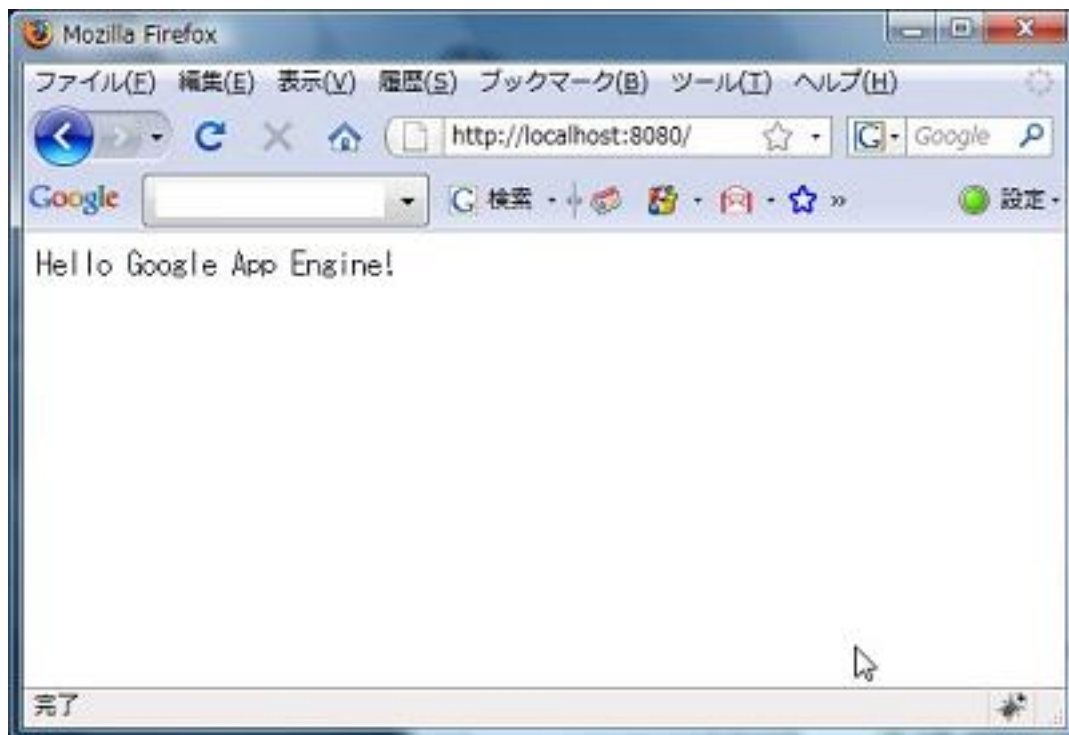 Mozilla Firefox
ファイル(F) 編集(E) 表示(V) 履歴(S) ブックマーク(B) ツール(T) ヘルプ(H)
http://localhost:8080/ G Google
Google G 検索 » 設定
Hello Google App Engine!
完了